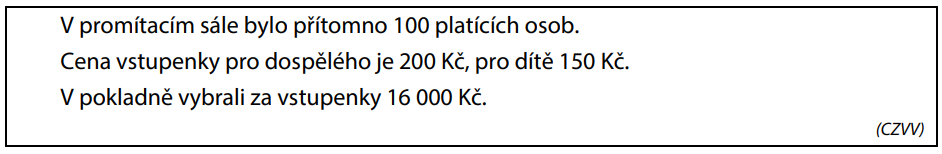 V promítacím sále bylo přítomno 100 platících osob.
Cena vstupenky pro dospělého je 200 Kč, pro dítě 150 Kč.
V pokladně vybrali za vstupenky 16 000 Kč.
(CZVV)